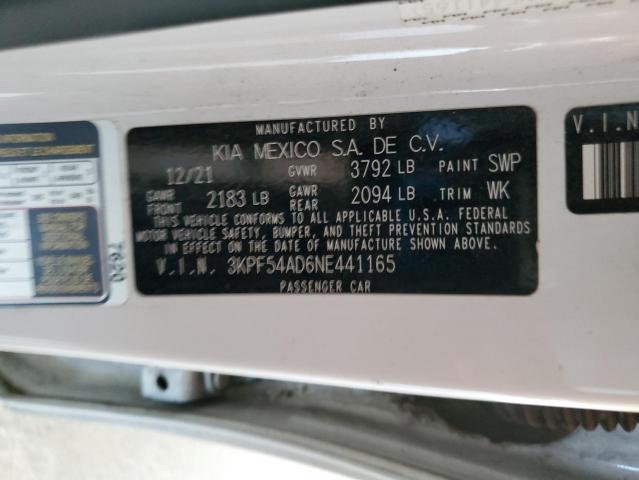 MANUFACTURED BY
KIA MEXICO S.A. DE C.V.
12/21 GVWR 3792 LB PAINT SWP
GAWR FRONT 2183 LB GAWR REAR 2094 LB TRIM WK
THIS VEHICLE CONFORMS TO ALL APPLICABLE U.S.A. FEDERAL
MOTOR VEHICLE SAFETY, BUMPER, AND THEFT PREVENTION STANDARDS
IN EFFECT ON THE DATE OF MANUFACTURE SHOWN ABOVE.
V.I.N. 3KPF54AD6NE441165
PASSENGER CAR
V.I.N